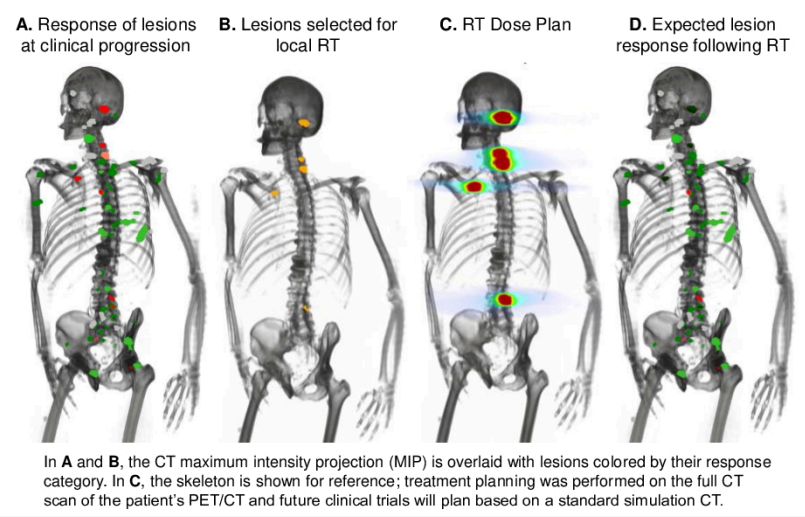 A. Response of lesions
at clinical progression
B. Lesions selected for
local RT
C. RT Dose Plan
D. Expected lesion
response following RT
In A and B, the CT maximum intensity projection (MIP) is overlaid with lesions colored by their response
category. In C, the skeleton is shown for reference; treatment planning was performed on the full CT
scan of the patient's PET/CT and future clinical trials will plan based on a standard simulation CT.